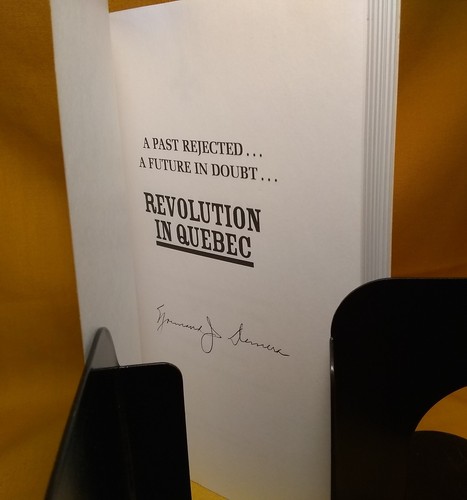 A PAST REJECTED...
A FUTURE IN DOUBT...
REVOLUTION
IN QUEBEC